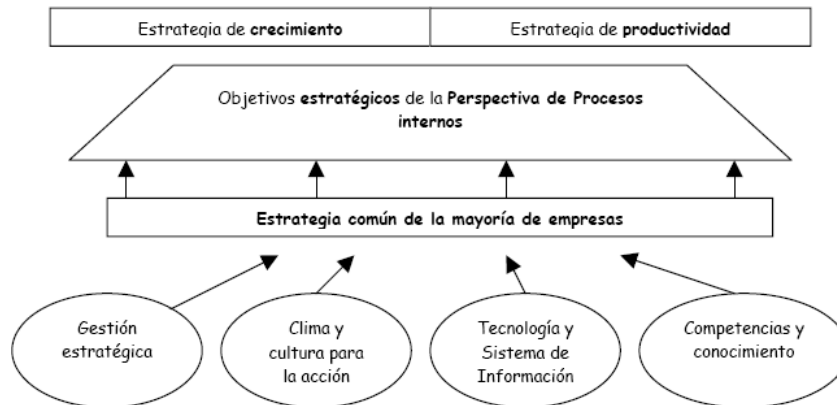 Estrategia de crecimiento
Estrategia de productividad
Objetivos estratégicos de la Perspectiva de Procesos
internos
Estrategia común de la mayoría de empresas
Gestión
estratégica
Clima y
cultura para
la acción
Tecnología y
Sistema de
Información
Competencias y
conocimiento